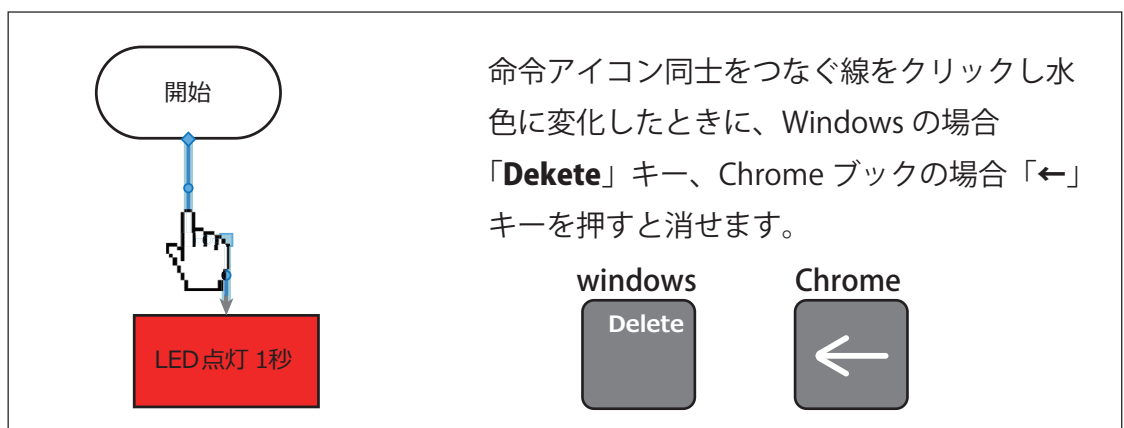 開始
LED点灯 1秒
命令アイコン同士をつなぐ線をクリックし水
色に変化したときに、Windows の場合
「Dekete」キー、Chrome ブックの場合「←」
キーを押すと消せます。
windows
Chrome
Delete
←